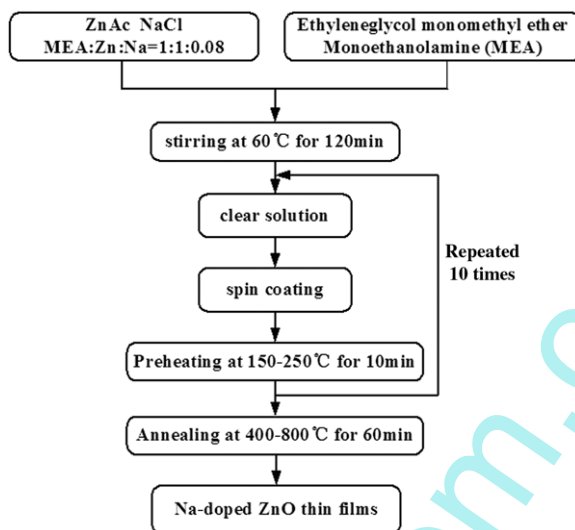 ZnAc NaCl
MEA:Zn:Na=1:1:0.08
Ethyleneglycol monomethyl ether
Monoethanolamine (MEA)
stirring at 60℃ for 120min
clear solution
spin coating
Repeated
10 times
Preheating at 150-250℃ for 10min
Annealing at 400-800℃ for 60min
Na-doped ZnO thin films